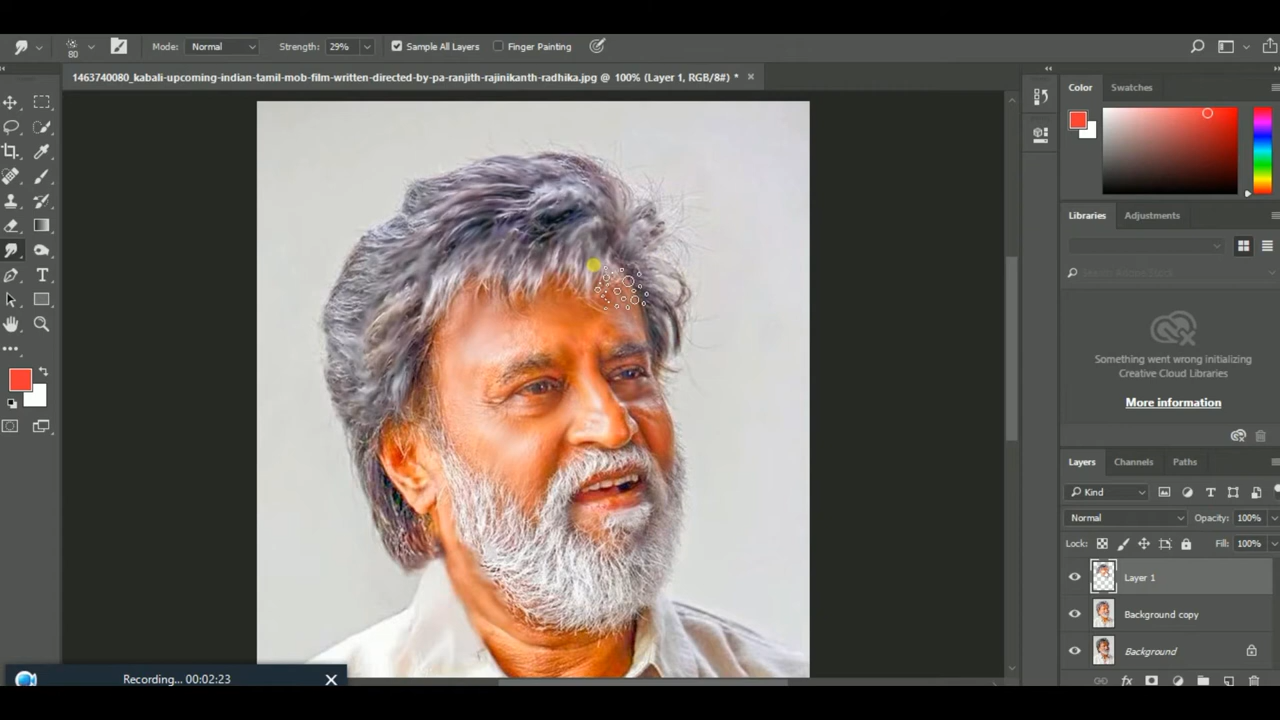 Mode: Normal Strength: 29% Sample All Layers Finger Painting
80
1463740080_kabali-upcoming-indian-tamil-mob-film-written-directed-by-pa-ranjith-rajinikanth-radhika.jpg @ 100% (Layer 1, RGB/8#) * ×
Color Swatches
Libraries Adjustments
Something went wrong initializing
Creative Cloud Libraries
More information
Layers Channels Paths
Kind
Normal Opacity: 100%
Lock: Fill: 100%
Layer 1
Background copy
Background
Recording... 00:02:23